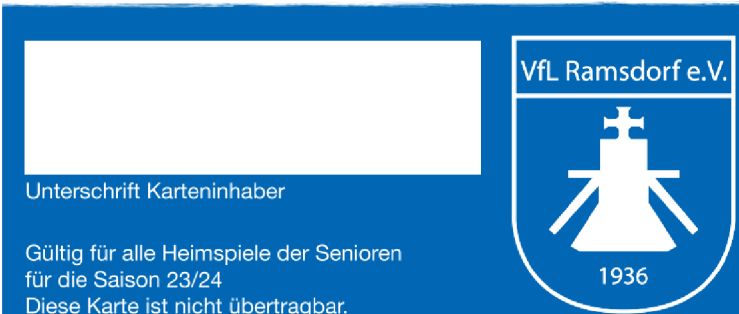 VfL Ramsdorf e.V.
1936
Unterschrift Karteninhaber
Gültig für alle Heimspiele der Senioren
für die Saison 23/24
Diese Karte ist nicht übertragbar.